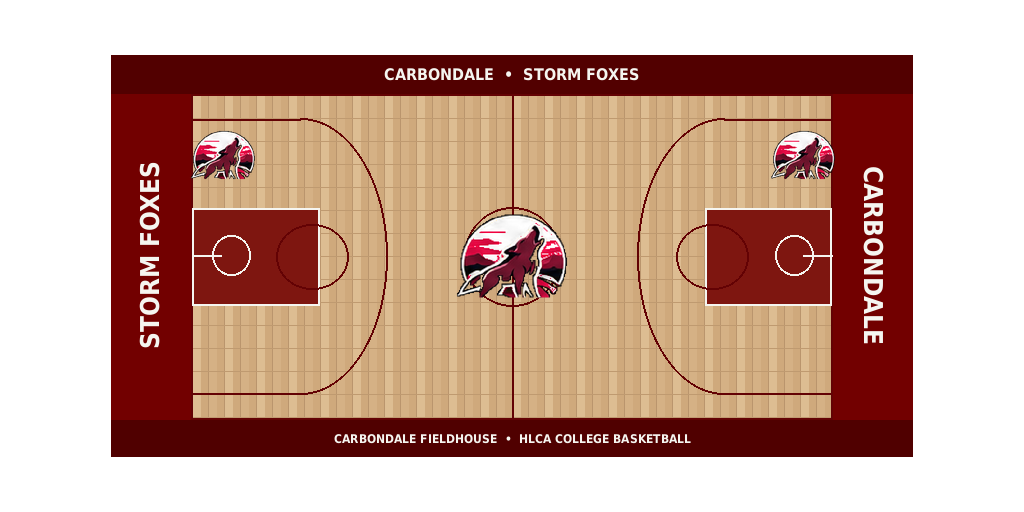 CARBONDALE • STORM FOXES
STORM FOXES
CARBONDALE
CARBONDALE FIELDHOUSE • HLCA COLLEGE BASKETBALL